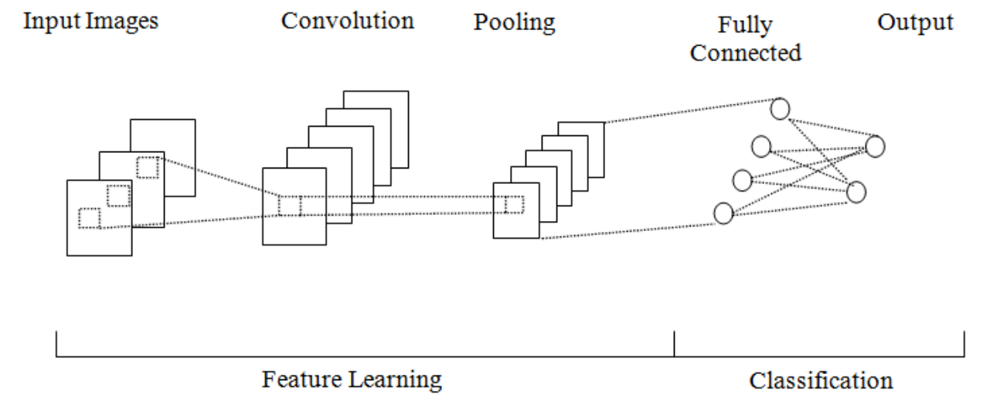 Input Images
Convolution
Pooling
Fully
Connected
Output
Feature Learning
Classification